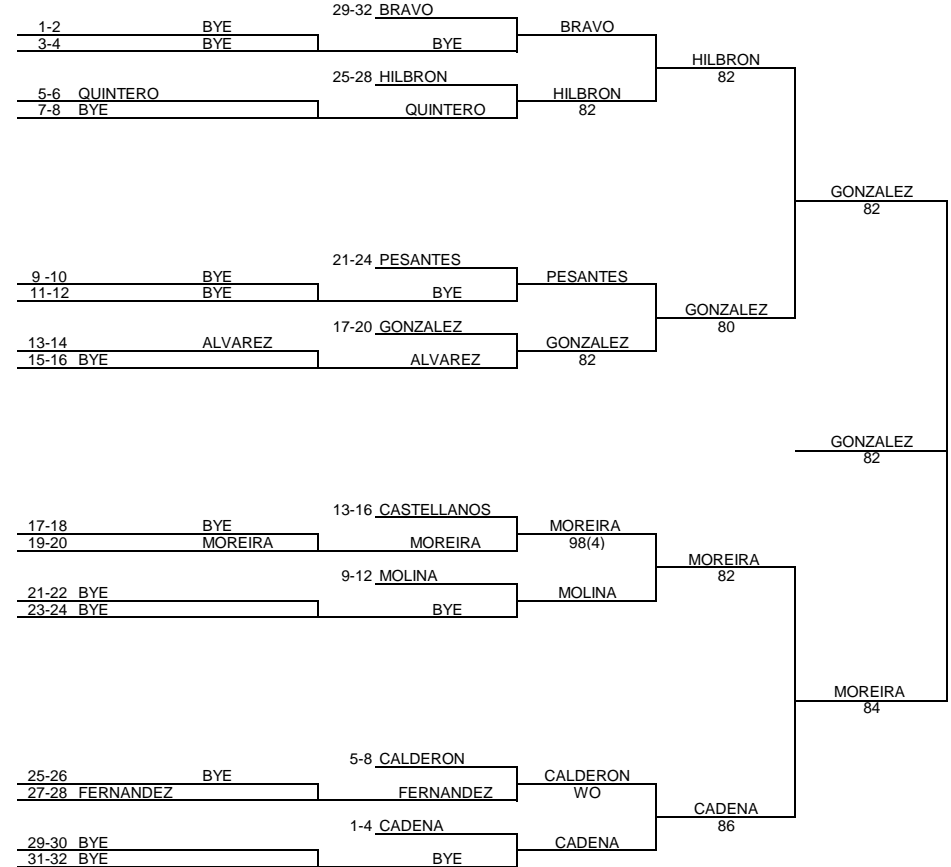 29-32 BRAVO
1-2 BYE BRAVO
3-4 BYE BYE
HILBRON
25-28 HILBRON 82
5-6 QUINTERO HILBRON
7-8 BYE QUINTERO 82
GONZALEZ
82
21-24 PESANTES
9 -10 BYE PESANTES
11-12 BYE BYE
GONZALEZ
17-20 GONZALEZ 80
13-14 ALVAREZ GONZALEZ
15-16 BYE ALVAREZ 82
GONZALEZ
82
13-16 CASTELLANOS
17-18 BYE MOREIRA
19-20 MOREIRA MOREIRA 98(4)
MOREIRA
9-12 MOLINA 82
21-22 BYE MOLINA
23-24 BYE BYE
MOREIRA
84
5-8 CALDERON
25-26 BYE CALDERON
27-28 FERNANDEZ FERNANDEZ WO
CADENA
1-4 CADENA 86
29-30 BYE CADENA
31-32 BYE BYE